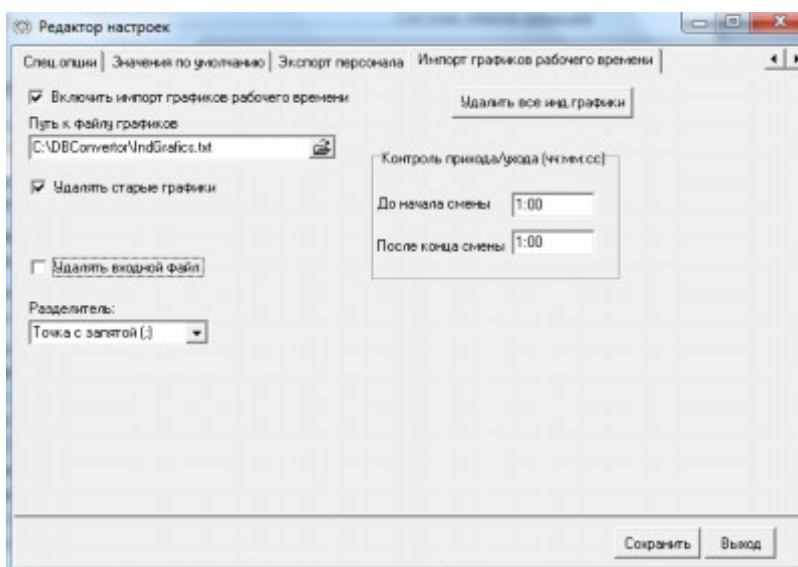 Редактор настроек
Спец.опции
Значения по умолчанию
Экспорт персонала
Импорт графиков рабочего времени
Включить импорт графиков рабочего времени
Удалить все инд.графики
Путь к файлу графиков
C:\DBConvertor\IndGrafics.txt
Контроль прихода/ухода (чч:мм:сс)
Удалять старые графики
До начала смены
1:00
После конца смены
1:00
Удалять входной файл
Разделитель:
Точка с запятой (;)
Сохранить
Выход